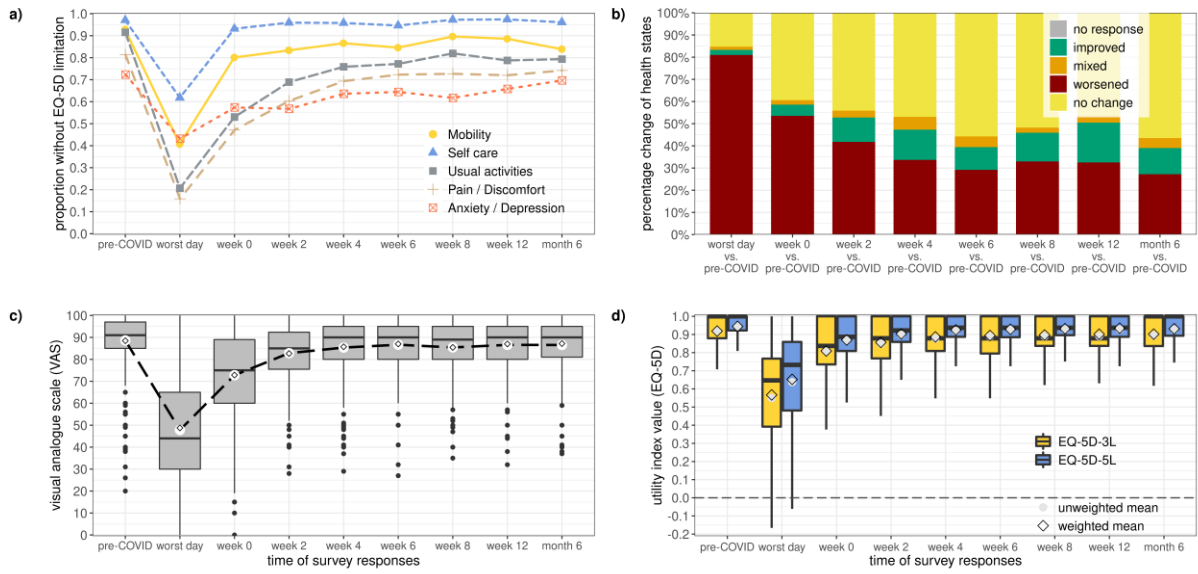 a)
proportion without EQ-5D limitation
1.0
0.9
0.8
0.7
0.6
0.5
0.4
0.3
0.2
0.1
0.0
Mobility
Self care
Usual activities
Pain / Discomfort
Anxiety / Depression
pre-COVID worst day week 0 week 2 week 4 week 6 week 8 week 12 month 6
b)
percentage change of health states
100%
90%
80%
70%
60%
50%
40%
30%
20%
10%
0%
no response
improved
mixed
worsened
no change
worst day week 0 week 2 week 4 week 6 week 8 week 12 month 6
vs. vs. vs. vs. vs. vs. vs. vs.
pre-COVID pre-COVID pre-COVID pre-COVID pre-COVID pre-COVID pre-COVID pre-COVID
c)
visual analogue scale (VAS)
100
90
80
70
60
50
40
30
20
10
0
pre-COVID worst day week 0 week 2 week 4 week 6 week 8 week 12 month 6
time of survey responses
d)
utility index value (EQ-5D)
1.0
0.9
0.8
0.7
0.6
0.5
0.4
0.3
0.2
0.1
0.0
-0.1
-0.2
EQ-5D-3L
EQ-5D-5L
unweighted mean
weighted mean
pre-COVID worst day week 0 week 2 week 4 week 6 week 8 week 12 month 6
time of survey responses